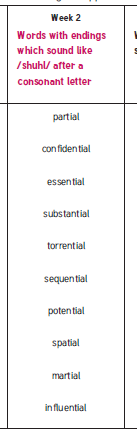 Week 2
Words with endings
which sound like
/shuhl/ after a
consonant letter
partial
confidential
essential
substantial
torrential
sequential
potential
spatial
martial
influential